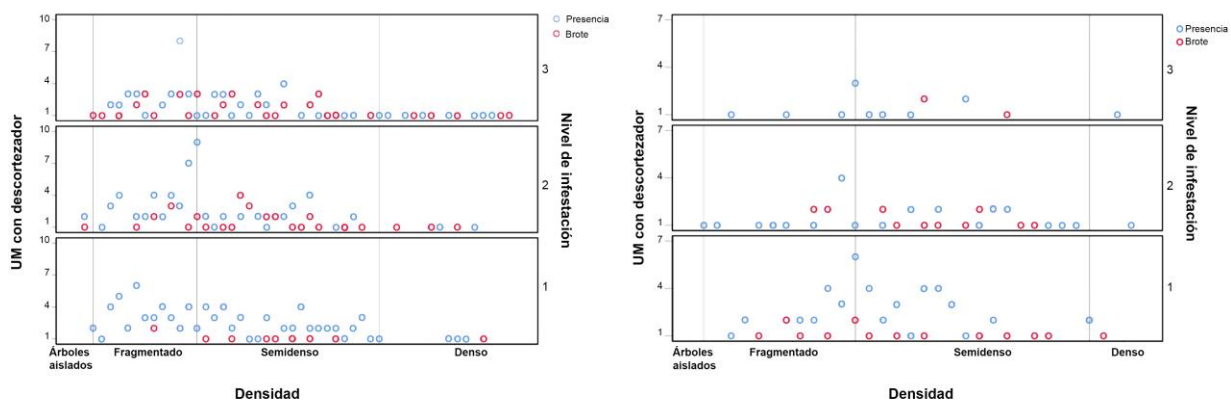 10
7
4
1
3
10
7
4
1
2
10
7
4
1
1
UM con descortezador
Nivel de infestación
Presencia
Brote
Árboles aislados
Fragmentado
Semidenso
Denso
Densidad
7
4
1
3
7
4
1
2
7
4
1
1
UM con descortezador
Nivel de infestación
Presencia
Brote
Árboles aislados
Fragmentado
Semidenso
Denso
Densidad